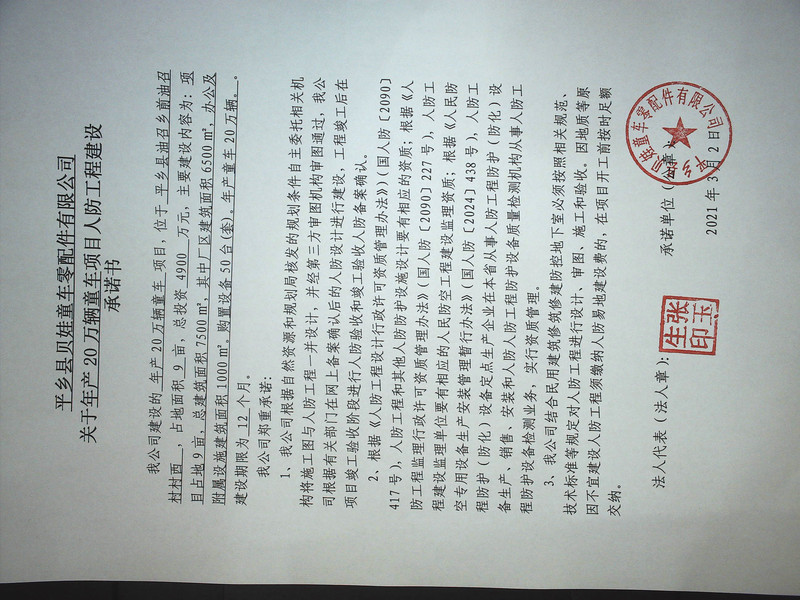 平乡县贝娃童车零配件有限公司
关于年产20万辆童车项目人防工程建设
承诺书
我公司建设的 年产20万辆童车 项目，位于 平乡县油召乡前油召
村村西 ，占地面积 9 亩，总投资 4900 万元，主要建设内容为：项
目占地9亩，总建筑面积7500㎡，其中厂区建筑面积6500㎡，办公及
附属设施建筑面积1000㎡。购置设备50台(套)。年产童车20万辆。。
建设期限为 12 个月。
我公司郑重承诺：
1、我公司根据自然资源和规划局核发的规划条件自主委托相关机
构将施工图与人防工程一并设计，并经第三方审图机构审图通过，我公
司根据有关部门在网上备案确认后的人防设计进行建设，工程竣工后在
项目竣工验收阶段进行人防验收和竣工验收人防备案确认。
2、根据《人防工程设计行政许可资质管理办法》）（国人防〔2090〕
417号），人防工程和其他人防防护设施设计要有相应的资质；根据《人
防工程监理行政许可资质管理办法》（国人防〔2090〕227号），人防工
程建设监理单位要有相应的人民防空工程建设监理资质；根据《人民防
空专用设备生产安装管理暂行办法》（国人防〔2024〕438号），人防工
程防护（防化）设备定点生产企业在本省从事人防工程防护（防化）设
备生产、销售、安装和人防人防工程防护设备质量检测机构从事人防工
程防护设备检测业务，实行资质管理。
3、我公司结合民用建筑修筑修建防控地下室必须按照相关规范、
技术标准等规定对人防工程进行设计、审图、施工和验收。因地质等原
因不宜建设人防工程须缴纳人防易地建设费的，在项目开工前按时足额
交纳。
法人代表（法人章）：
张玉
生印
承诺单位（公章）
2021年3月2日
平乡县贝娃童车零配件有限公司